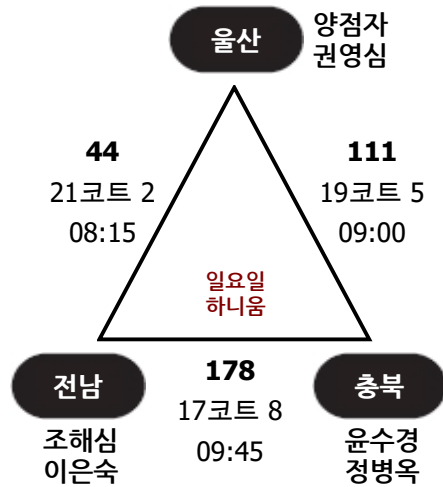 울산
양점자
권영심
44
21코트 2
08:15
111
19코트 5
09:00
일요일
하니움
전남
조해심
이은숙
178
17코트 8
09:45
충북
윤수경
정병옥